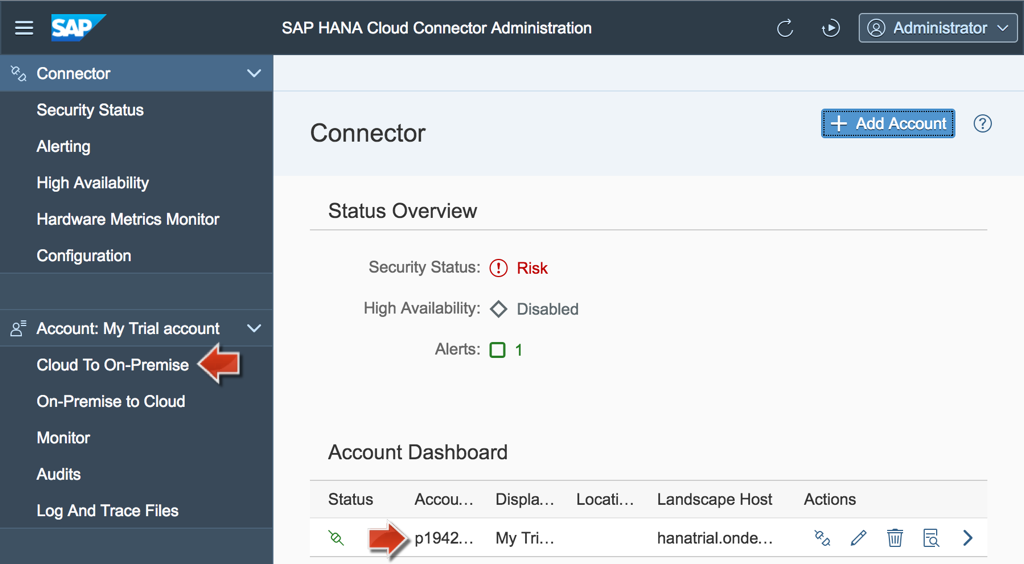 SAP
SAP HANA Cloud Connector Administration
Administrator
Connector
Security Status
Alerting
High Availability
Hardware Metrics Monitor
Configuration
Account: My Trial account
Cloud To On-Premise
On-Premise to Cloud
Monitor
Audits
Log And Trace Files
Connector
+ Add Account
?
Status Overview
Security Status: ! Risk
High Availability: Disabled
Alerts: 1
Account Dashboard
Status Accou... Displa... Locati... Landscape Host Actions
p1942... My Tri... hanatrial.onde...